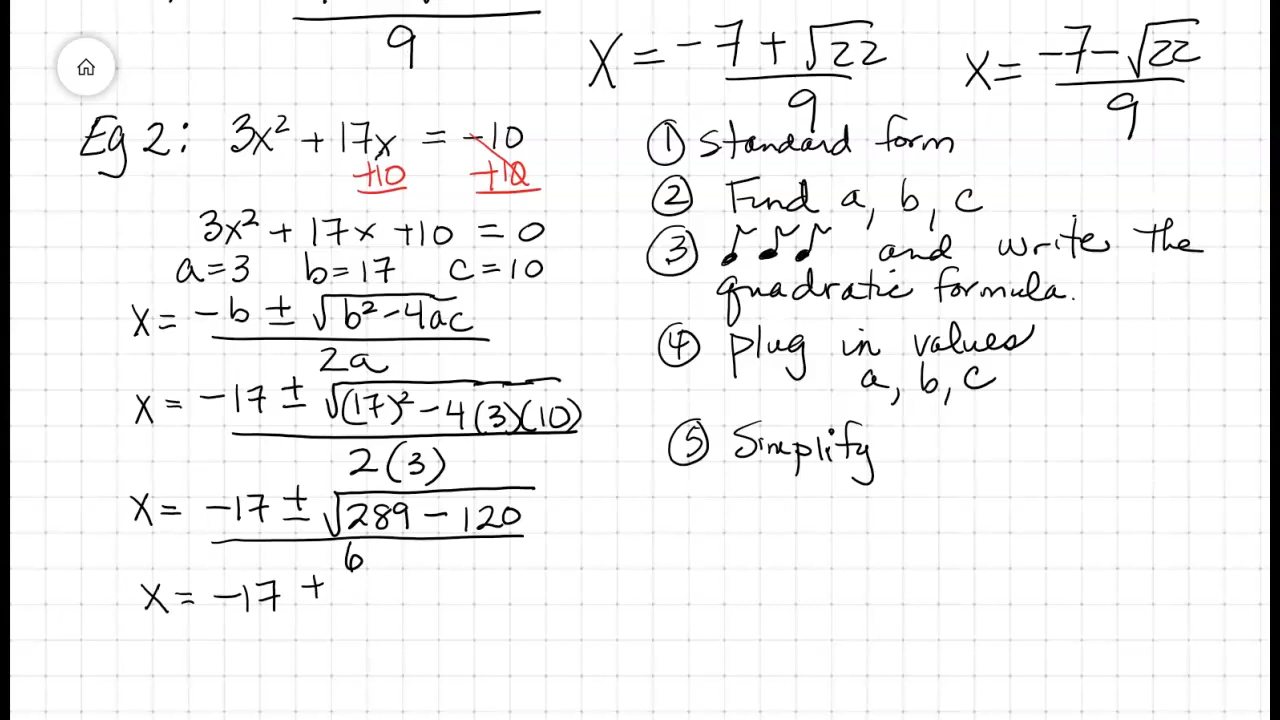 9
x = -7 + √22
9
x = -7 - √22
9
Eg 2: 3x² + 17x = -10
+10 +10
3x² + 17x + 10 = 0
a = 3 b = 17 c = 10
x = -b ± √b² - 4ac
2a
x = -17 ± √(17)² - 4(3)(10)
2(3)
x = -17 ± √289 - 120
6
x = -17 +
① Standard form
② Find a, b, c
③ ♪♪♪ and write the
quadratic formula.
④ plug in values
a, b, c
⑤ Simplify